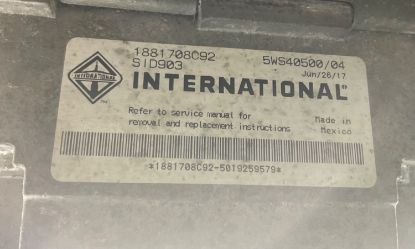 1881708C92 5WS40500/04
SID903 Jun/26/17
INTERNATIONAL
INTERNATIONAL®
Refer to service manual for Made in
removal and replacement instructions Mexico
*1881708C92-5019259579*